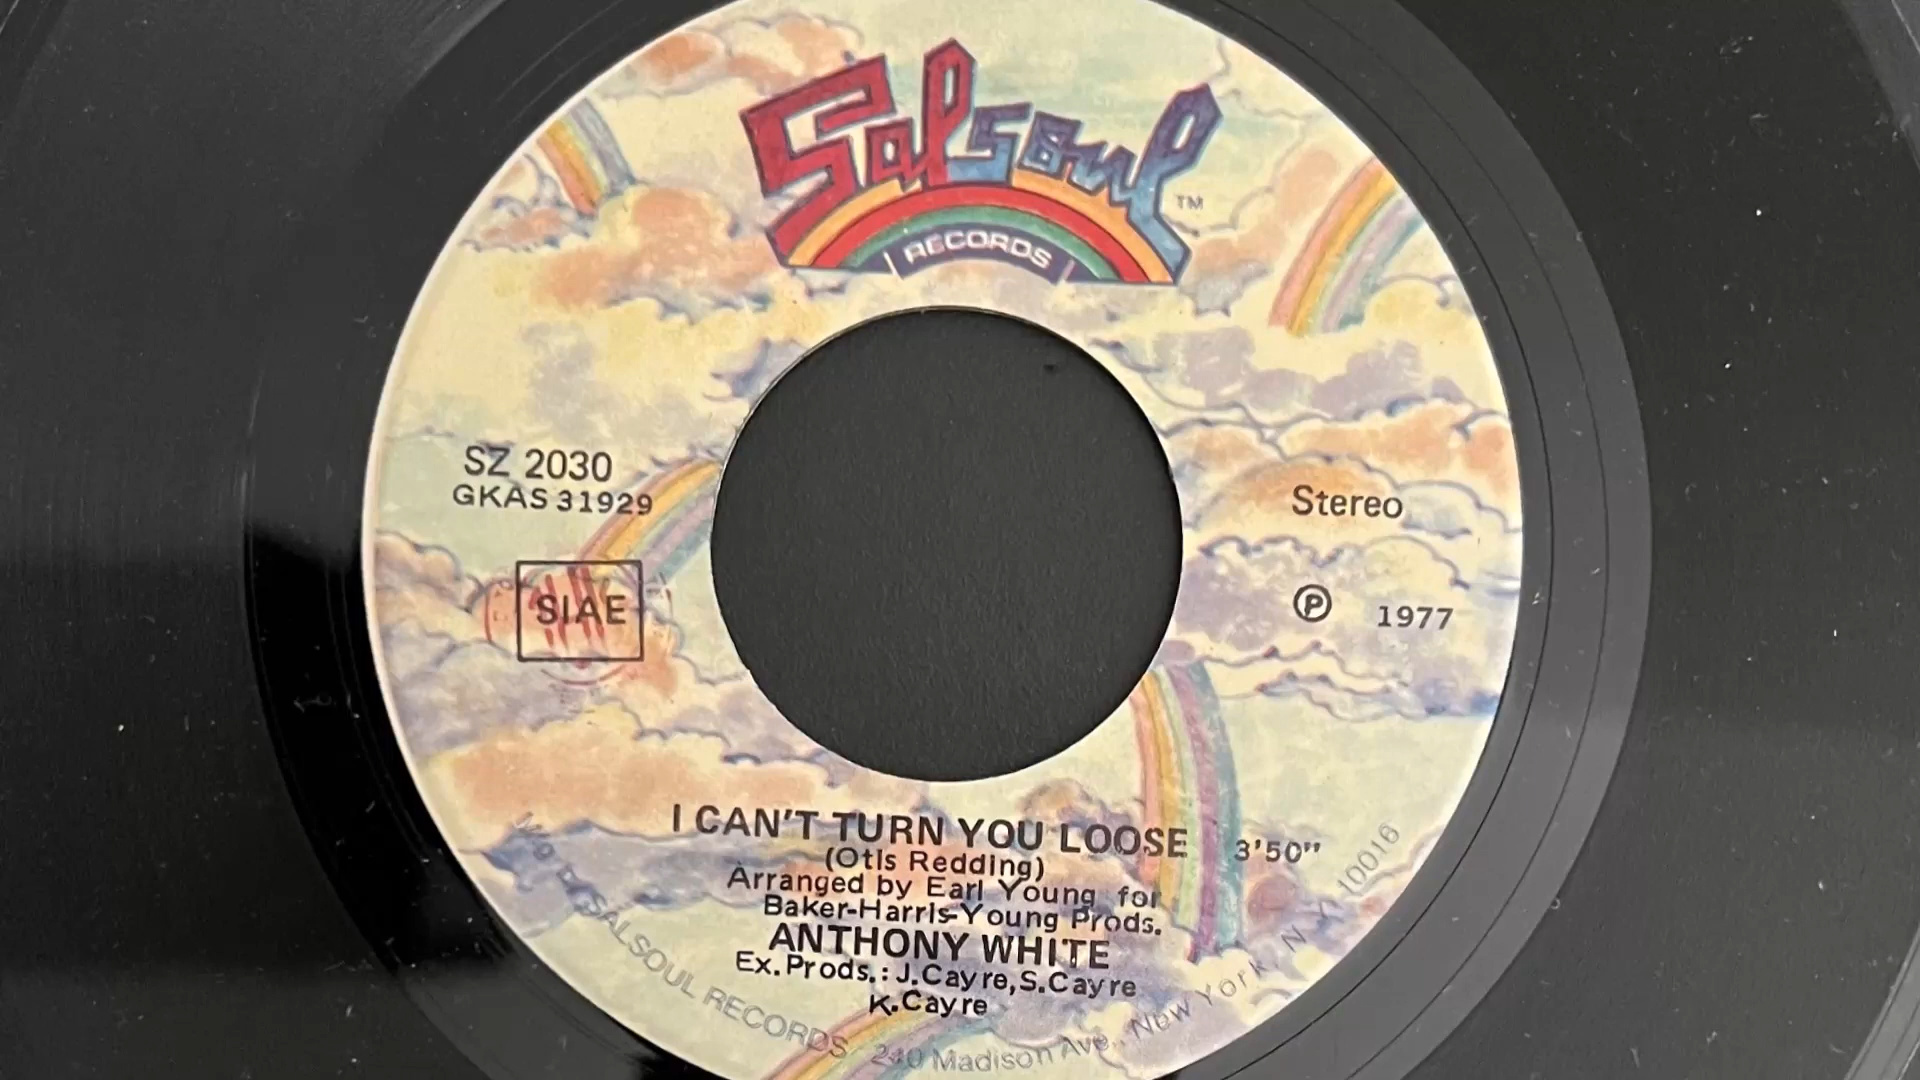 Salsoul TM
RECORDS
SZ 2030
GKAS 31929
Stereo
SIAE
℗ 1977
I CAN'T TURN YOU LOOSE 3'50"
(Otis Redding)
Arranged by Earl Young for
Baker-Harris-Young Prods.
ANTHONY WHITE
Ex.Prods.: J.Cayre,S.Cayre
K.Cayre
SALSOUL RECORDS, 240 Madison Ave., New York, N.Y. 10016